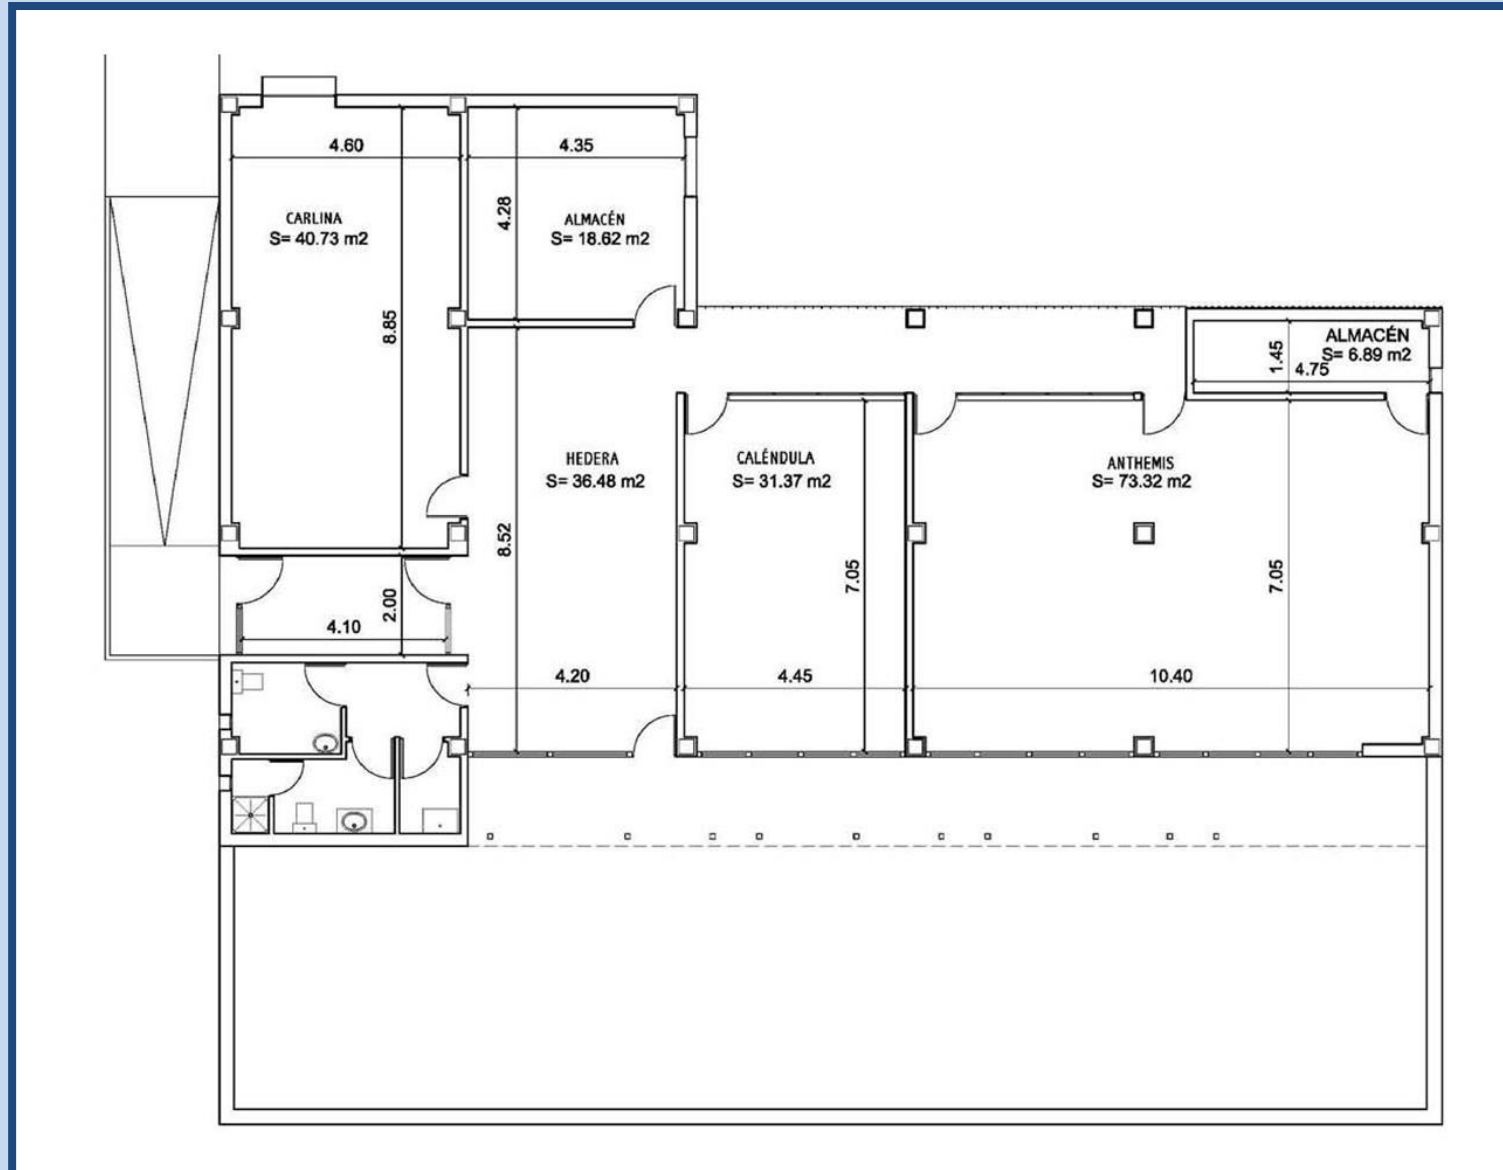 4.60
4.35
CARLINA
S= 40.73 m2
4.28
ALMACÉN
S= 18.62 m2
8.85
ALMACÉN
S= 6.89 m2
1.45
4.75
HEDERA
S= 36.48 m2
CALÉNDULA
S= 31.37 m2
ANTHEMIS
S= 73.32 m2
8.52
7.05
7.05
2.00
4.10
4.20
4.45
10.40